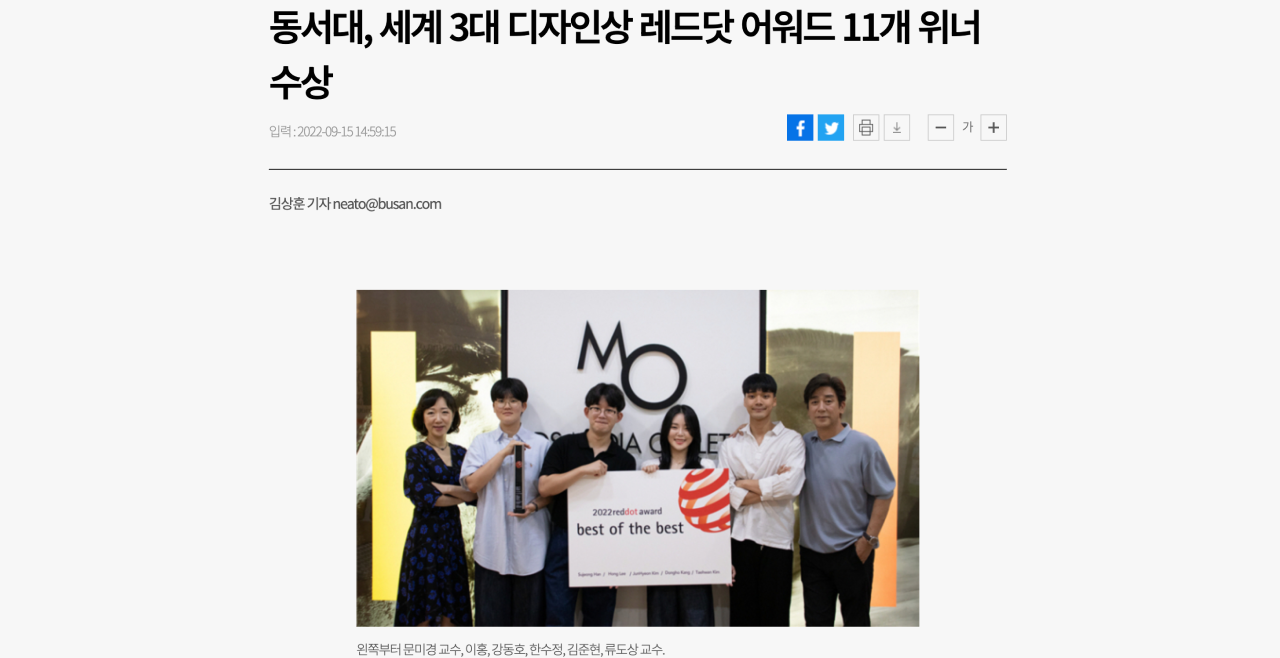 동서대, 세계 3대 디자인상 레드닷 어워드 11개 위너
수상
입력 : 2022-09-15 14:59:15
가
김상훈 기자 neato@busan.com
MO
2022reddot award
best of the best
왼쪽부터 문미경 교수, 이홍, 강동호, 한수정, 김준현, 류도상 교수.